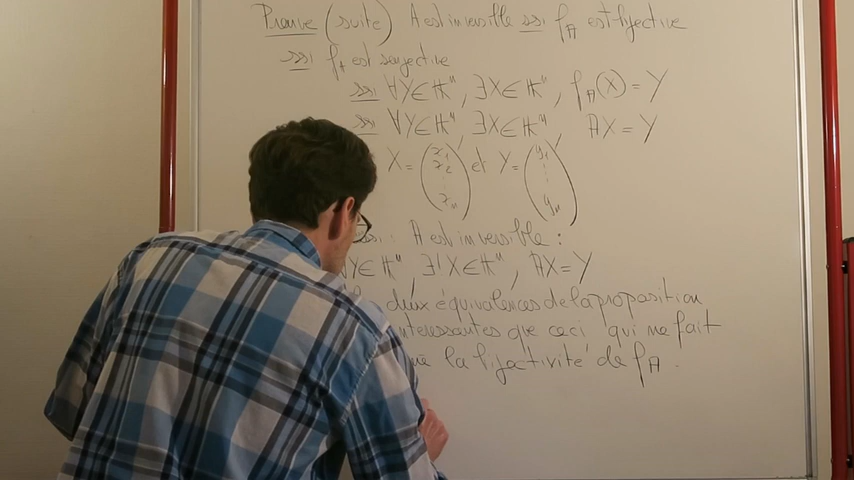 Preuve (suite) A est inversible ssi f_A est bijective
ssi f_A est surjective
ssi ∀Y∈K^n, ∃X∈K^n, f_A(X) = Y
ssi ∀Y∈K^n, ∃X∈K^n AX = Y
X = (x_1 x_2 ⋮ x_n) et Y = (y_1 ⋮ y_n)
A est inversible :
∀Y∈K^n ∃!X∈K^n, AX = Y
deux équivalences de la proposition
intéressantes que ceci qui ne fait
la bijectivité de f_A.